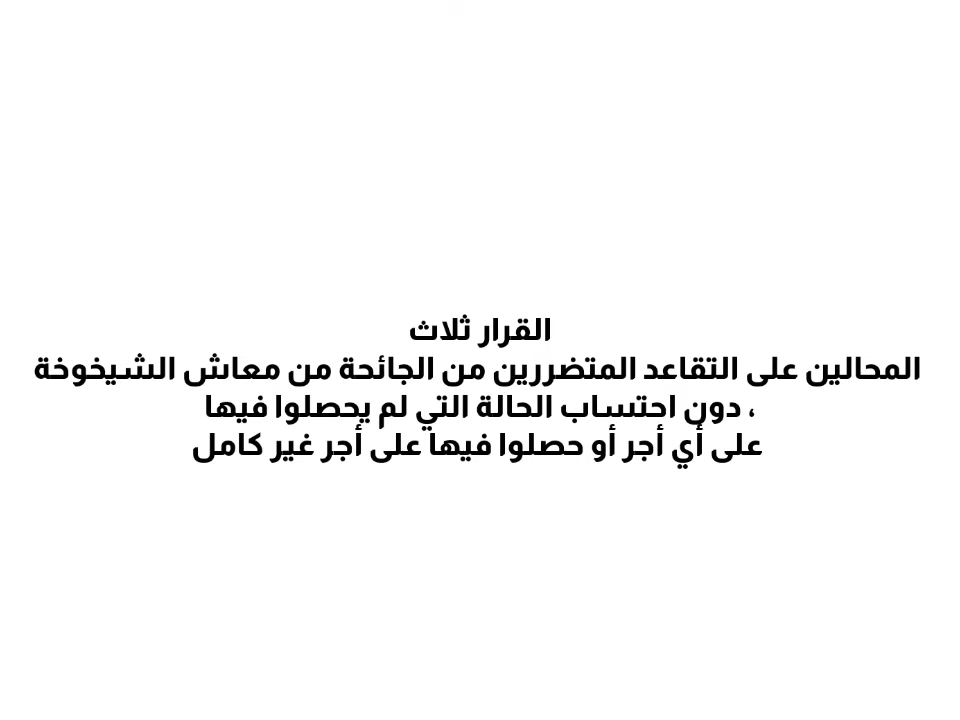 القرار ثلاث
المحالين على التقاعد المتضررين من الجائحة من معاش الشيخوخة
، دون احتساب الحالة التي لم يحصلوا فيها
على أي أجر أو حصلوا فيها على أجر غير كامل